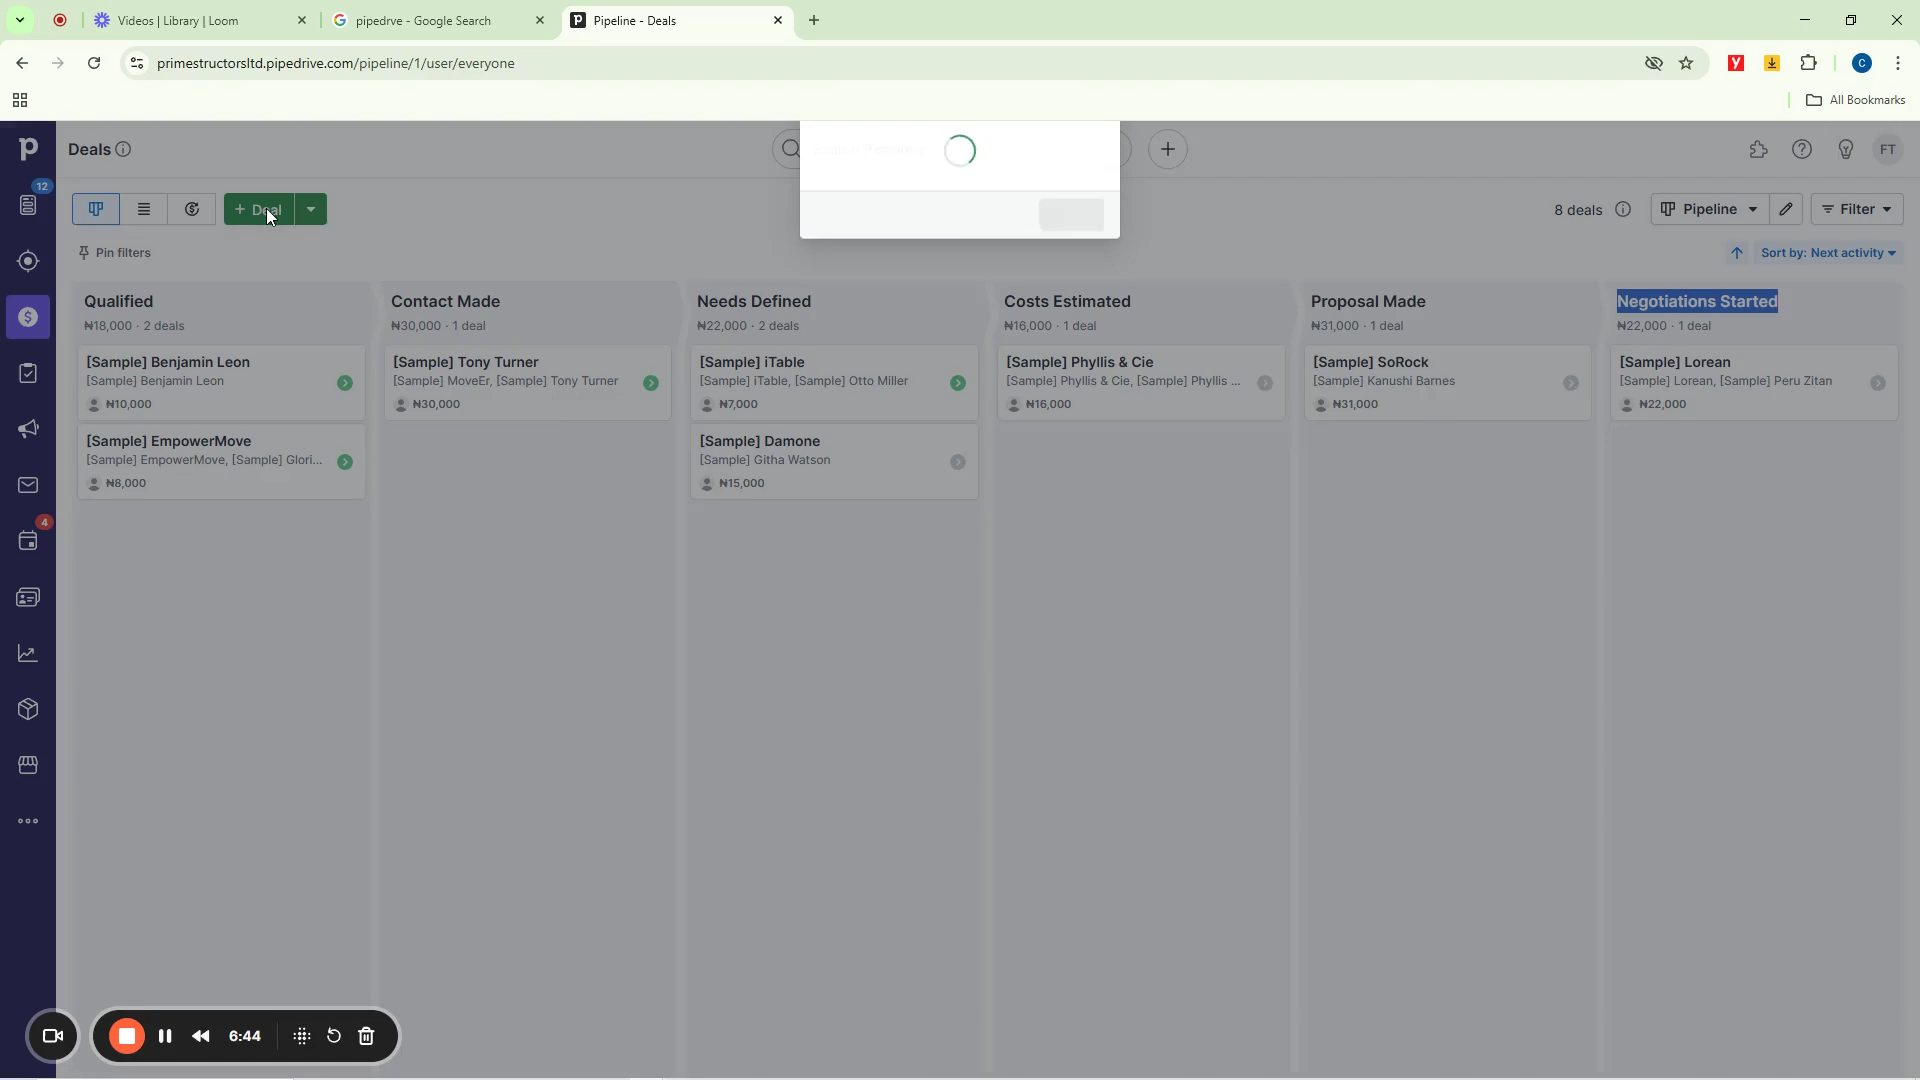 Videos | Library | Loom
pipedrve - Google Search
Pipeline - Deals
primestructorsltd.pipedrive.com/pipeline/1/user/everyone
y
C
All Bookmarks
p
Deals
FT
12
+ Deal
8 deals
Pipeline
Filter
Pin filters
Sort by: Next activity
Qualified
₦18,000 · 2 deals
[Sample] Benjamin Leon
[Sample] Benjamin Leon
₦10,000
[Sample] EmpowerMove
[Sample] EmpowerMove, [Sample] Glori...
₦8,000
Contact Made
₦30,000 · 1 deal
[Sample] Tony Turner
[Sample] MoveEr, [Sample] Tony Turner
₦30,000
Needs Defined
₦22,000 · 2 deals
[Sample] iTable
[Sample] iTable, [Sample] Otto Miller
₦7,000
[Sample] Damone
[Sample] Githa Watson
₦15,000
Costs Estimated
₦16,000 · 1 deal
[Sample] Phyllis & Cie
[Sample] Phyllis & Cie, [Sample] Phyllis ...
₦16,000
Proposal Made
₦31,000 · 1 deal
[Sample] SoRock
[Sample] Kanushi Barnes
₦31,000
Negotiations Started
₦22,000 · 1 deal
[Sample] Lorean
[Sample] Lorean, [Sample] Peru Zitan
₦22,000
4
6:44